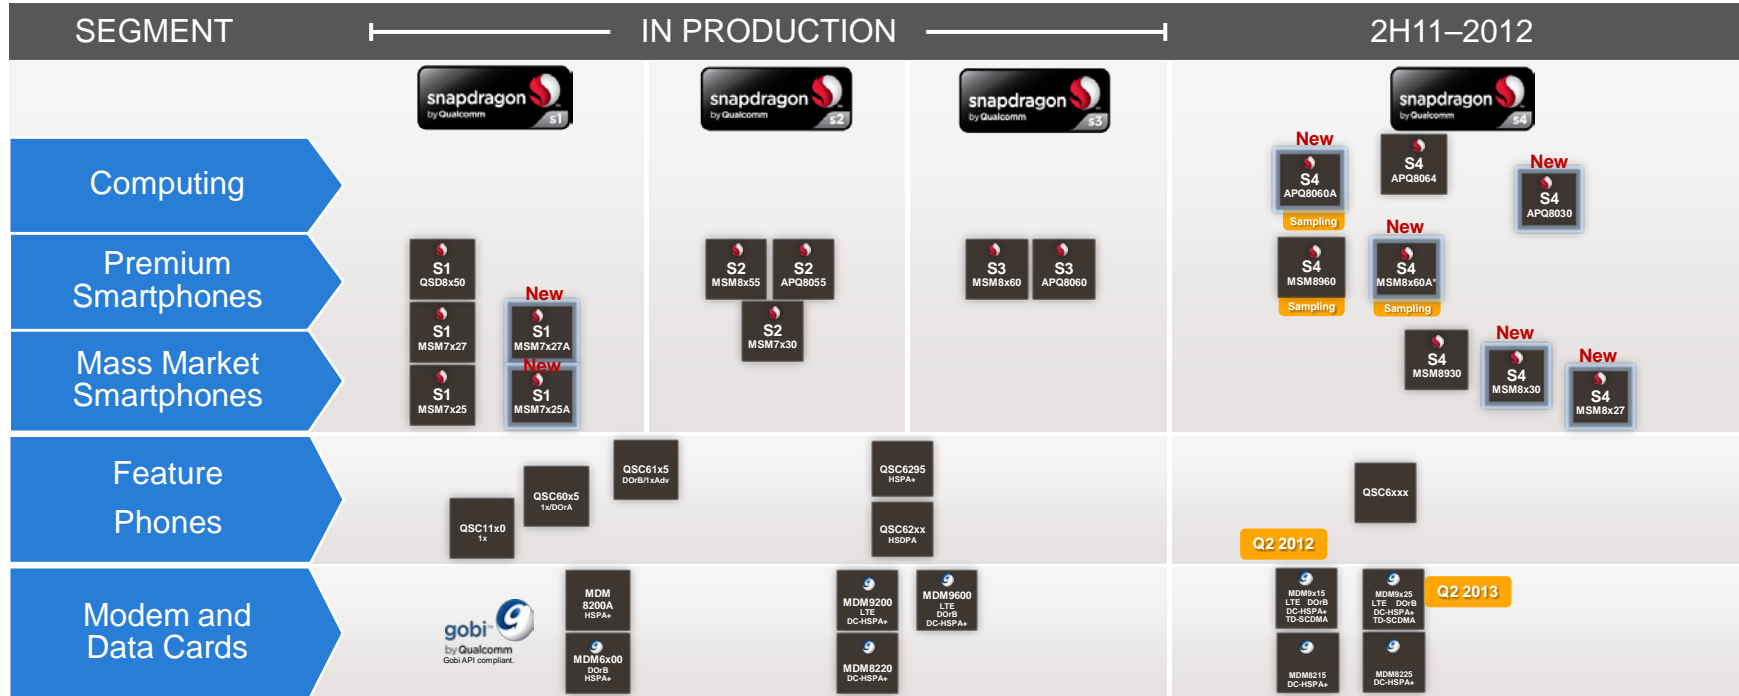 SEGMENT
IN PRODUCTION
2H11–2012
snapdragon
by Qualcomm
s1
snapdragon
by Qualcomm
s2
snapdragon
by Qualcomm
s3
snapdragon
by Qualcomm
s4
Computing
New
S4
APQ8060A
Sampling
S4
APQ8064
New
S4
APQ8030
Premium
Smartphones
S1
QSD8x50
S2
MSM8x55
S2
APQ8055
S3
MSM8x60
S3
APQ8060
S4
MSM8960
Sampling
New
S4
MSM8x60A*
Sampling
S1
MSM7x27
New
S1
MSM7x27A
S2
MSM7x30
Mass Market
Smartphones
S1
MSM7x25
New
S1
MSM7x25A
S4
MSM8930
New
S4
MSM8x30
New
S4
MSM8x27
Feature
Phones
QSC11x0
1x
QSC60x5
1x/DOrA
QSC61x5
DOrB/1xAdv
QSC6295
HSPA+
QSC62xx
HSDPA
QSC6xxx
Q2 2012
Modem and
Data Cards
gobi™
by Qualcomm
Gobi API compliant.
MDM
8200A
HSPA+
MDM6x00
DOrB
HSPA+
MDM9200
LTE
DC-HSPA+
MDM9600
LTE
DOrB
DC-HSPA+
MDM8220
DC-HSPA+
MDM9x15
LTE DOrB
DC-HSPA+
TD-SCDMA
MDM9x25
LTE DOrB
DC-HSPA+
TD-SCDMA
Q2 2013
MDM8215
DC-HSPA+
MDM8225
DC-HSPA+